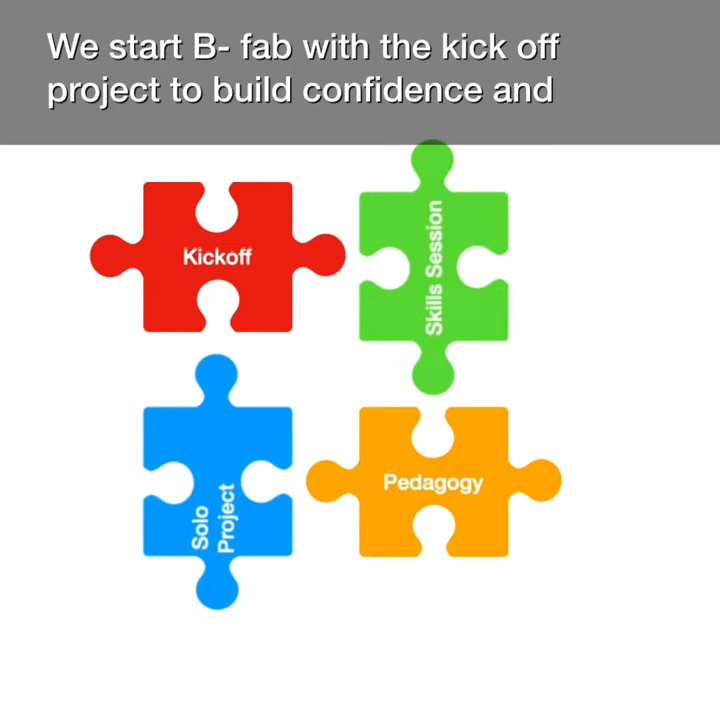 We start B- fab with the kick off
project to build confidence and
Kickoff
Skills Session
Solo
Project
Pedagogy